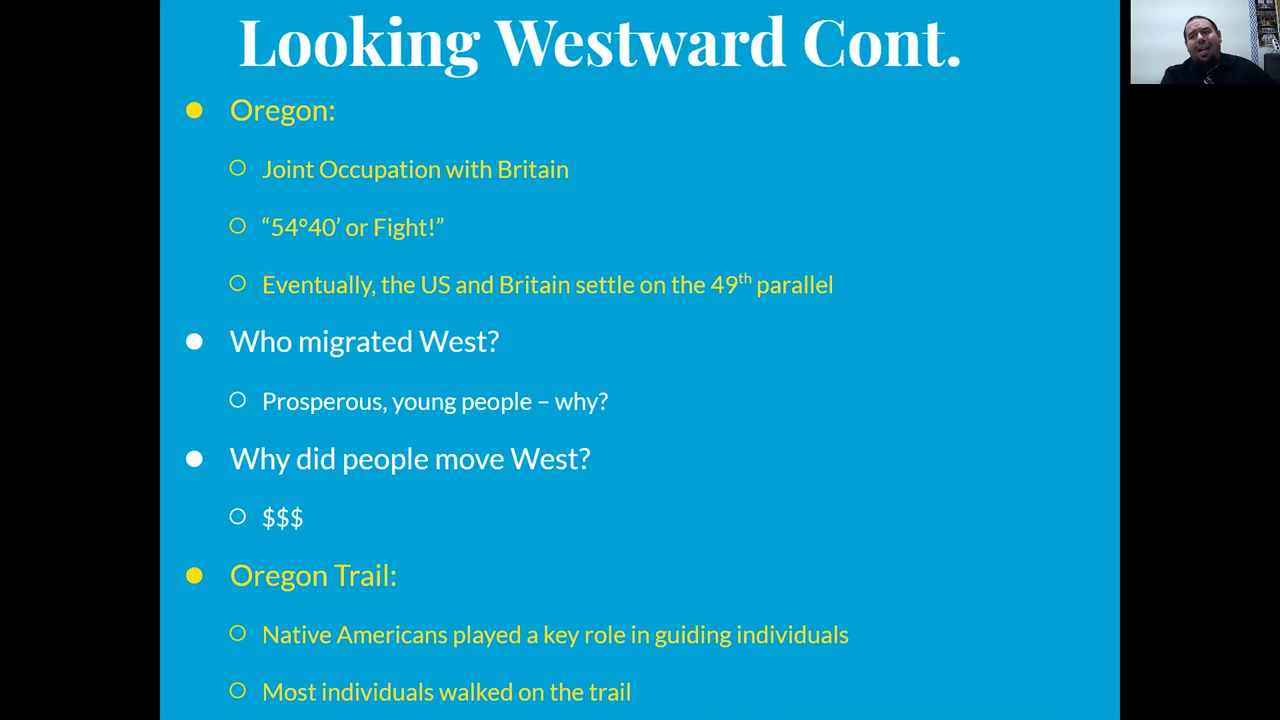 Looking Westward Cont.
Oregon:
Joint Occupation with Britain
“54°40’ or Fight!”
Eventually, the US and Britain settle on the 49th parallel
Who migrated West?
Prosperous, young people – why?
Why did people move West?
$$$
Oregon Trail:
Native Americans played a key role in guiding individuals
Most individuals walked on the trail